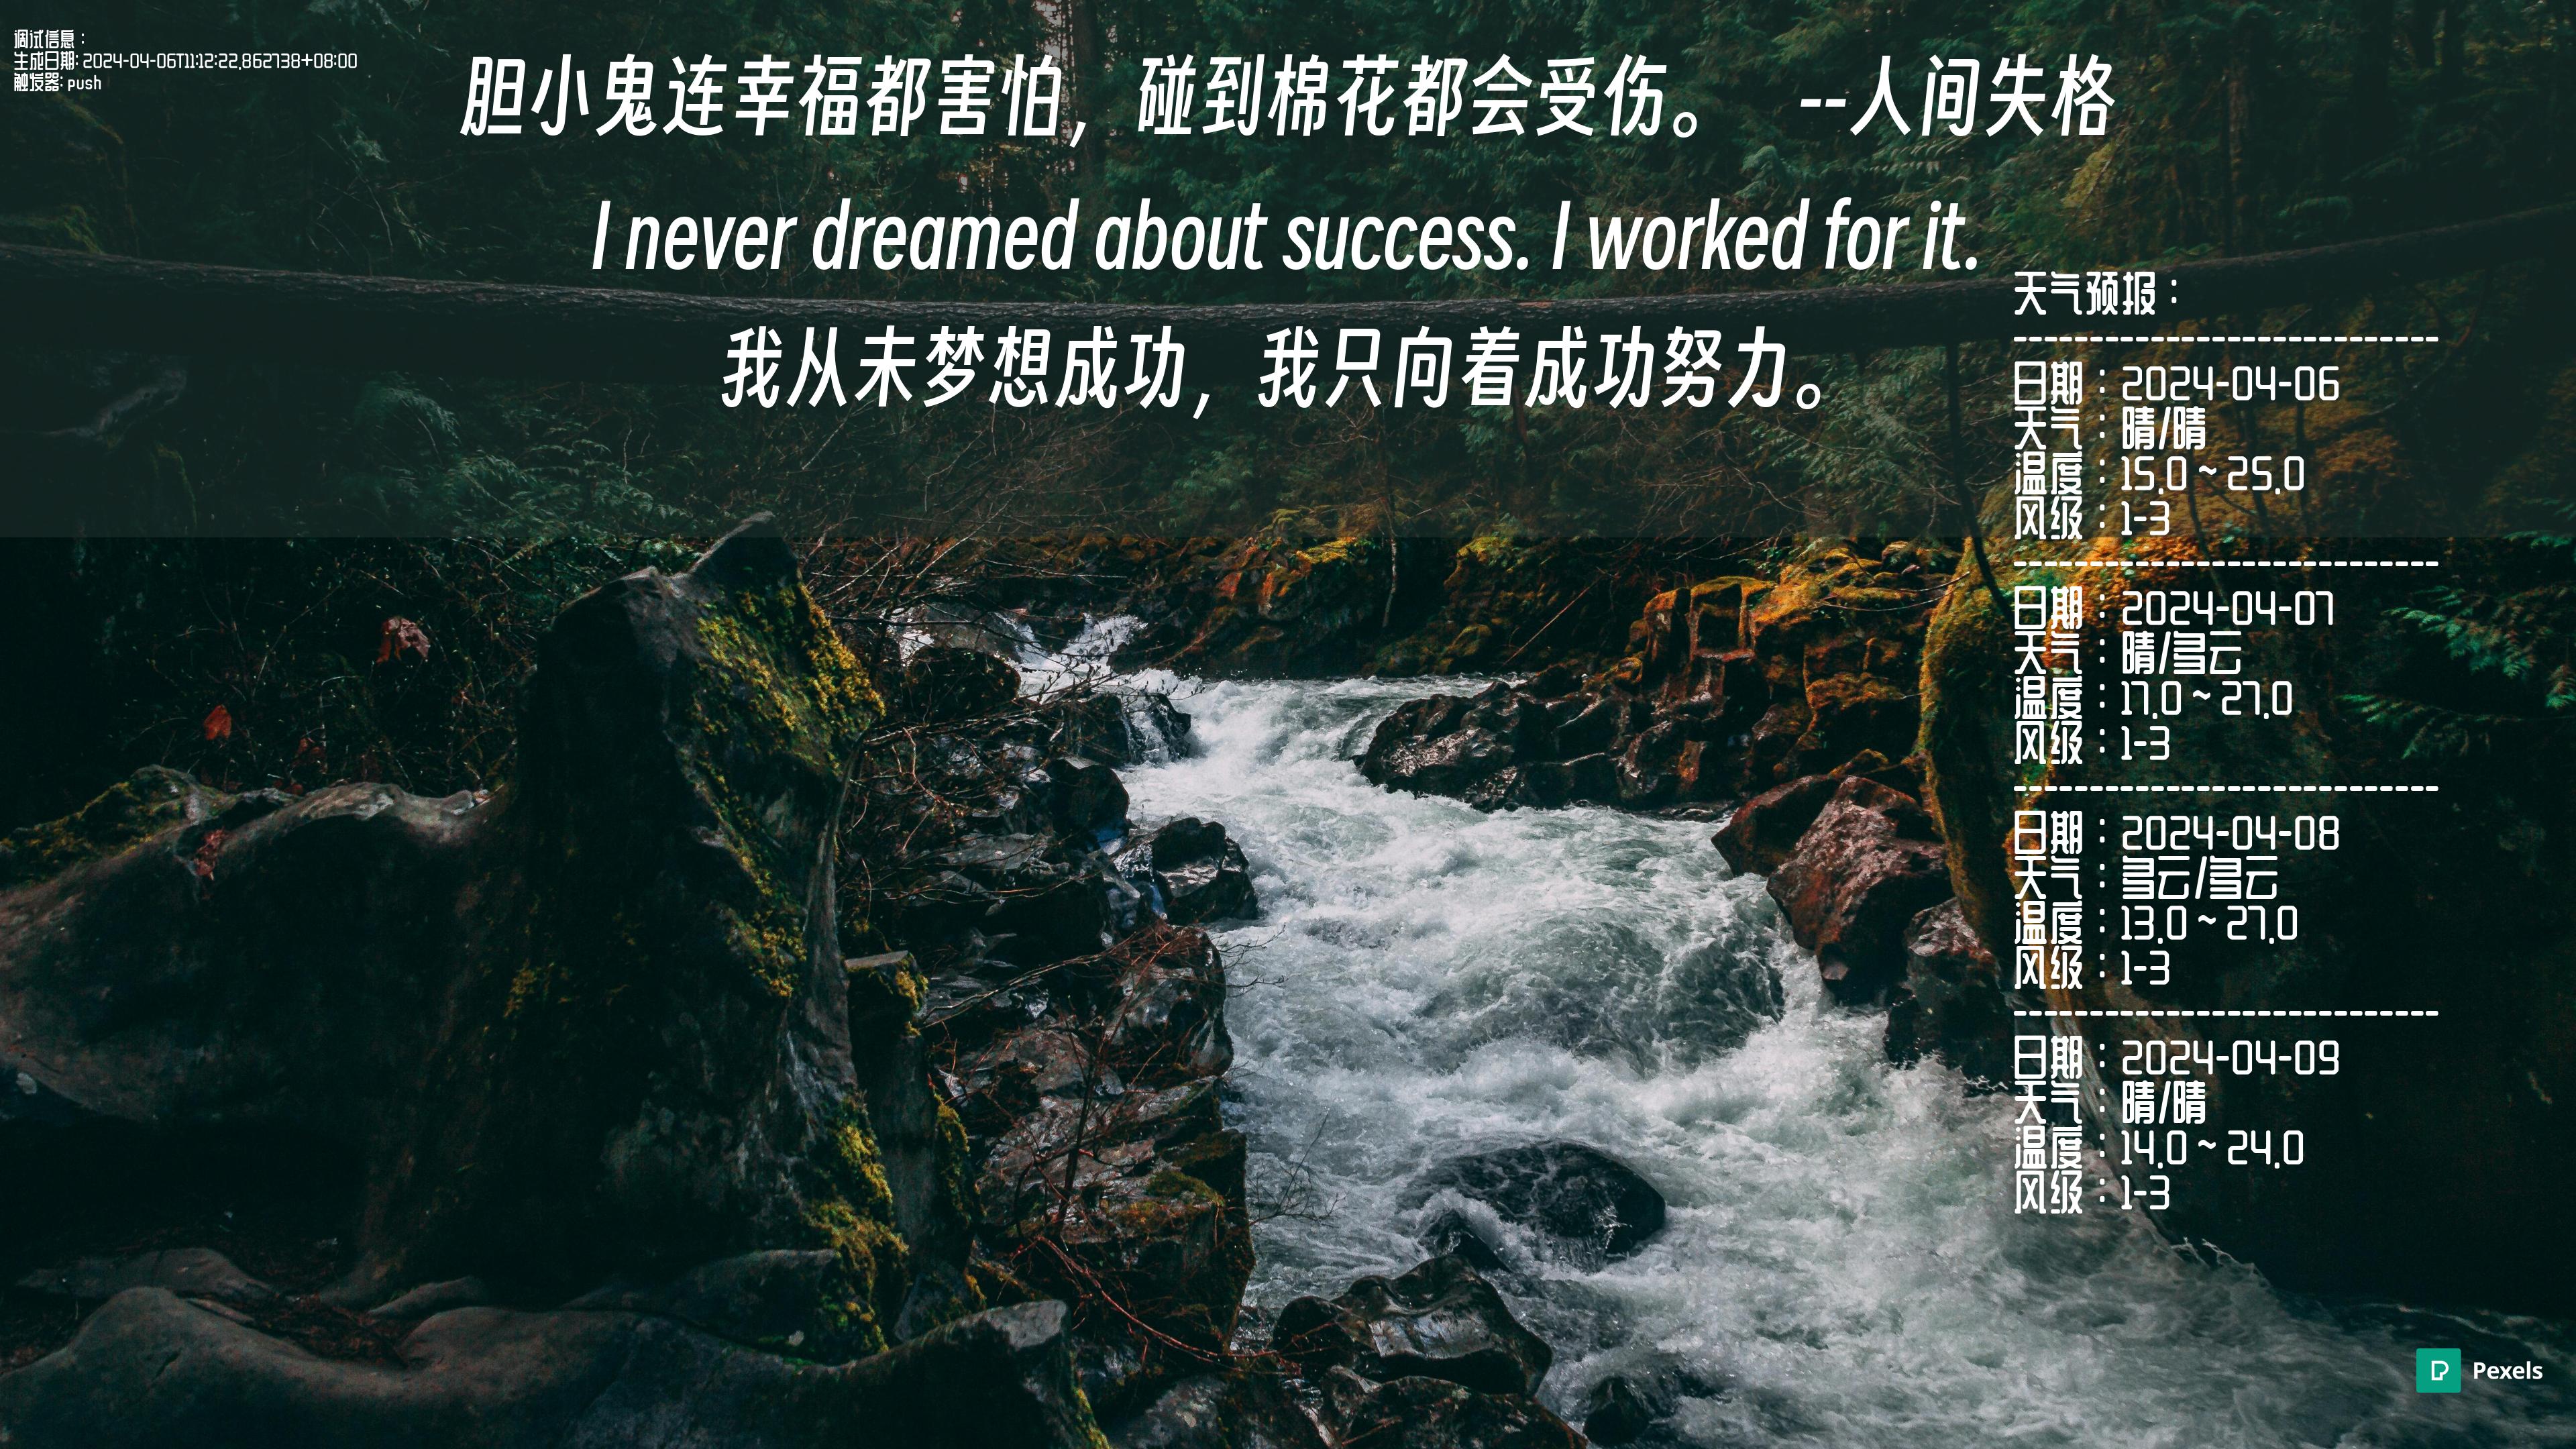 调试信息：
生成日期: 2024-04-06T11:12:22.862738+08:00
触发器: push
胆小鬼连幸福都害怕，碰到棉花都会受伤。 --人间失格
I never dreamed about success. I worked for it.
我从未梦想成功，我只向着成功努力。
天气预报：
----------------------------
日期：2024-04-06
天气：晴/晴
温度：15.0 ~ 25.0
风级：1-3
----------------------------
日期：2024-04-07
天气：晴/多云
温度：17.0 ~ 27.0
风级：1-3
----------------------------
日期：2024-04-08
天气：多云/多云
温度：13.0 ~ 27.0
风级：1-3
----------------------------
日期：2024-04-09
天气：晴/晴
温度：14.0 ~ 24.0
风级：1-3
Pexels